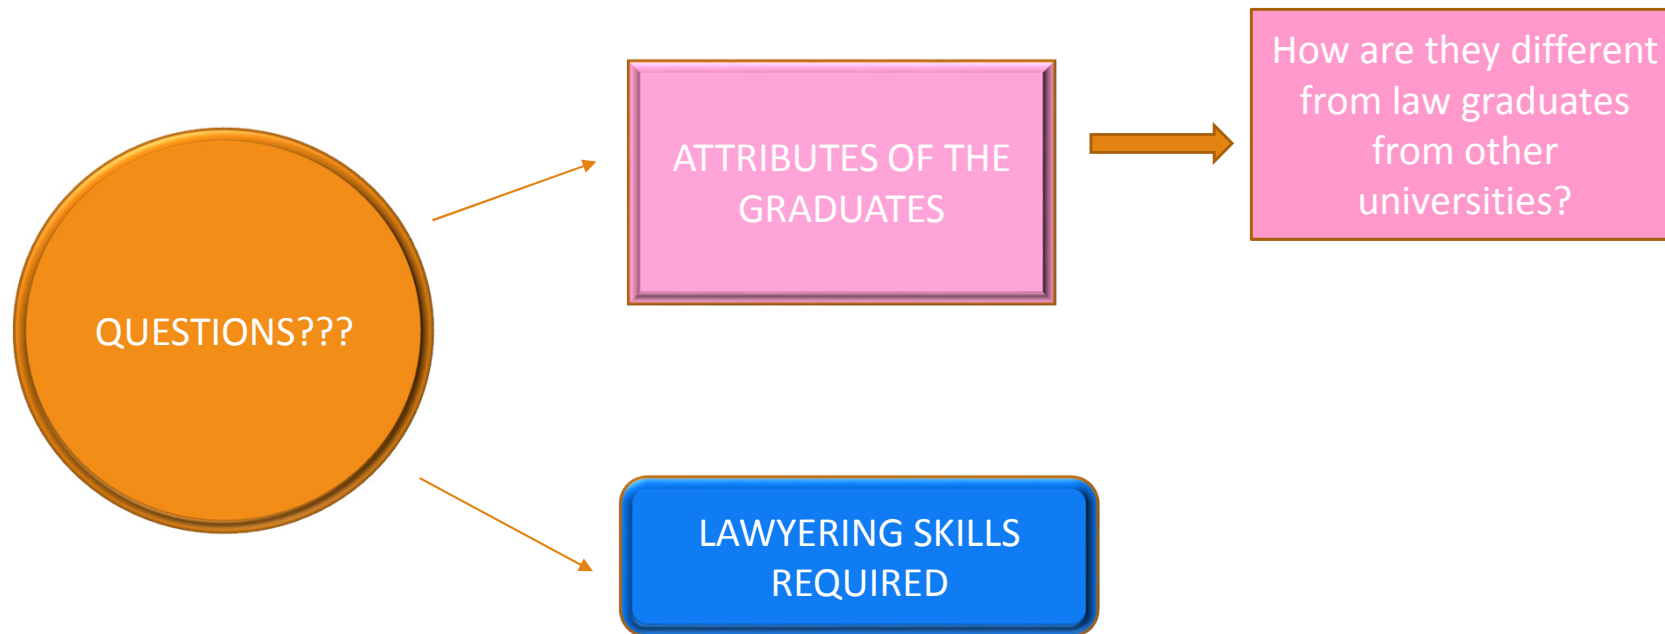 QUESTIONS???
ATTRIBUTES OF THE
GRADUATES
How are they different
from law graduates
from other
universities?
LAWYERING SKILLS
REQUIRED